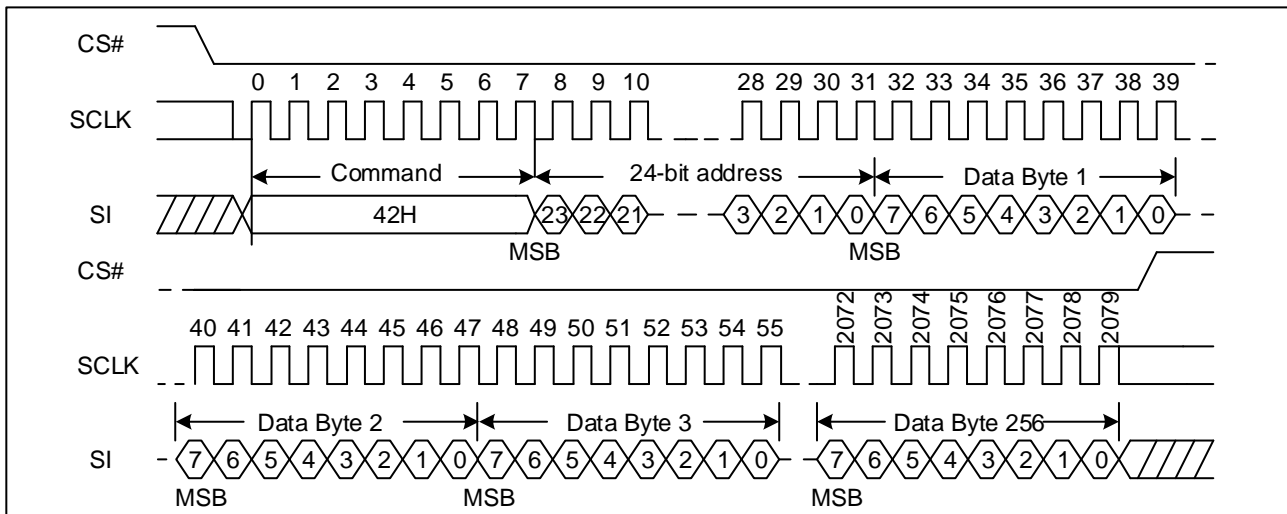 CS#
0 1 2 3 4 5 6 7 8 9 10 28 29 30 31 32 33 34 35 36 37 38 39
SCLK
Command 24-bit address Data Byte 1
SI 42H 23 22 21 3 2 1 0 7 6 5 4 3 2 1 0
MSB MSB
CS#
40 41 42 43 44 45 46 47 48 49 50 51 52 53 54 55 2072 2073 2074 2075 2076 2077 2078 2079
SCLK
Data Byte 2 Data Byte 3 Data Byte 256
SI 7 6 5 4 3 2 1 0 7 6 5 4 3 2 1 0 7 6 5 4 3 2 1 0
MSB MSB MSB